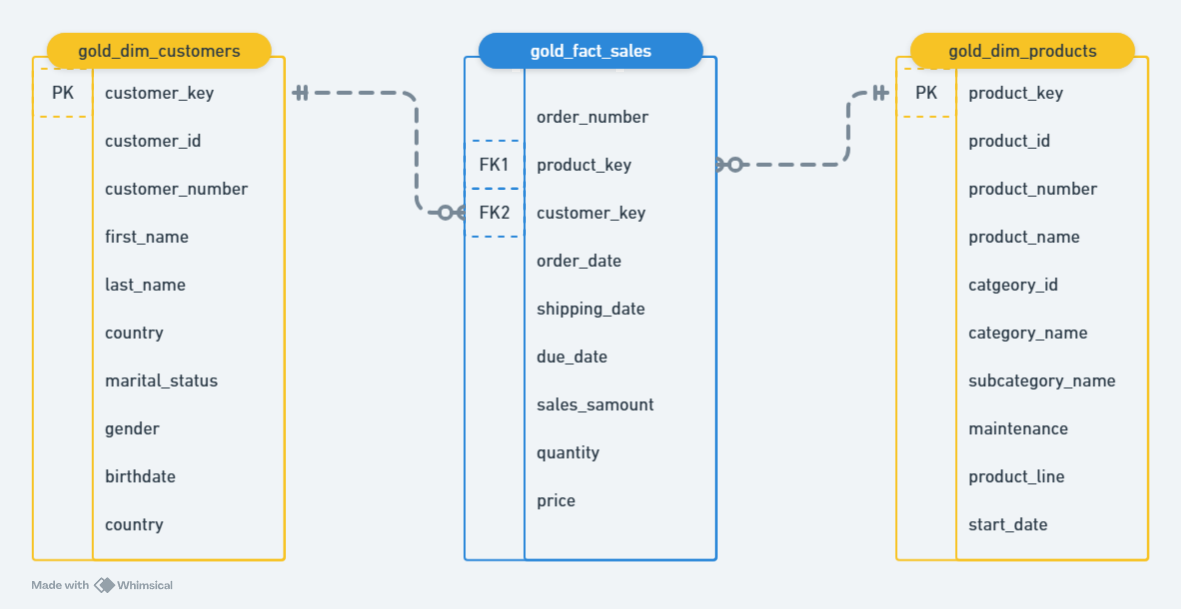 gold_dim_customers
PK customer_key
customer_id
customer_number
first_name
last_name
country
marital_status
gender
birthdate
country
gold_fact_sales
order_number
FK1 product_key
FK2 customer_key
order_date
shipping_date
due_date
sales_samount
quantity
price
gold_dim_products
PK product_key
product_id
product_number
product_name
catgeory_id
category_name
subcategory_name
maintenance
product_line
start_date
Made with Whimsical